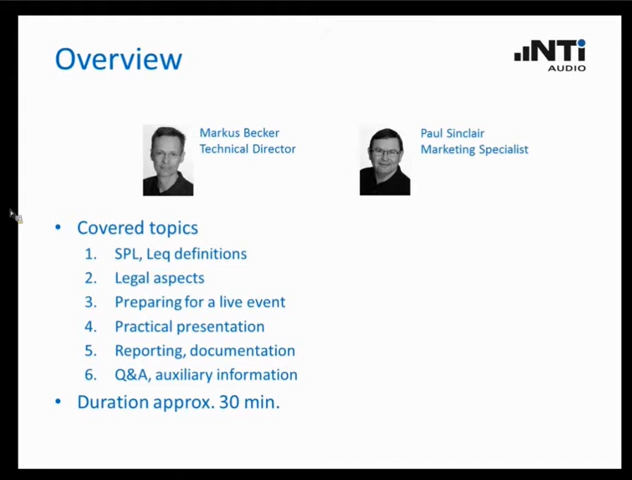 Overview
NTi
AUDIO
Markus Becker
Technical Director
Paul Sinclair
Marketing Specialist
• Covered topics
1. SPL, Leq definitions
2. Legal aspects
3. Preparing for a live event
4. Practical presentation
5. Reporting, documentation
6. Q&A, auxiliary information
• Duration approx. 30 min.